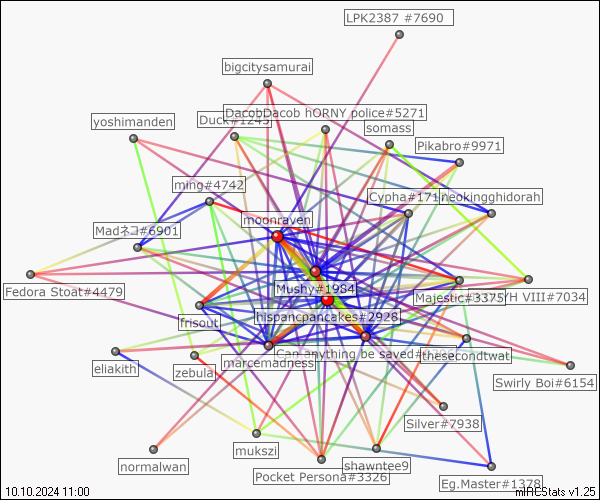 LPK2387 #7690
bigcitysamurai
DacobDacob hORNY police#5271
yoshimanden
Duck#1243
somass
Pikabro#9971
ming#4742
Cypha#171
neokingghidorah
moonraven
Madネコ#6901
Mushy#1984
Fedora Stoat#4479
Majestic#3375
VIII#7034
frisout
hispancpancakes#2928
marcemadness
Can anything be saved#
thesecondtwat
eliakith
zebula
Swirly Boi#6154
Silver#7938
mukszi
normalwan
shawntee9
Pocket Persona#3326
Eg.Master#1378
10.10.2024 11:00
mIRCStats v1.25